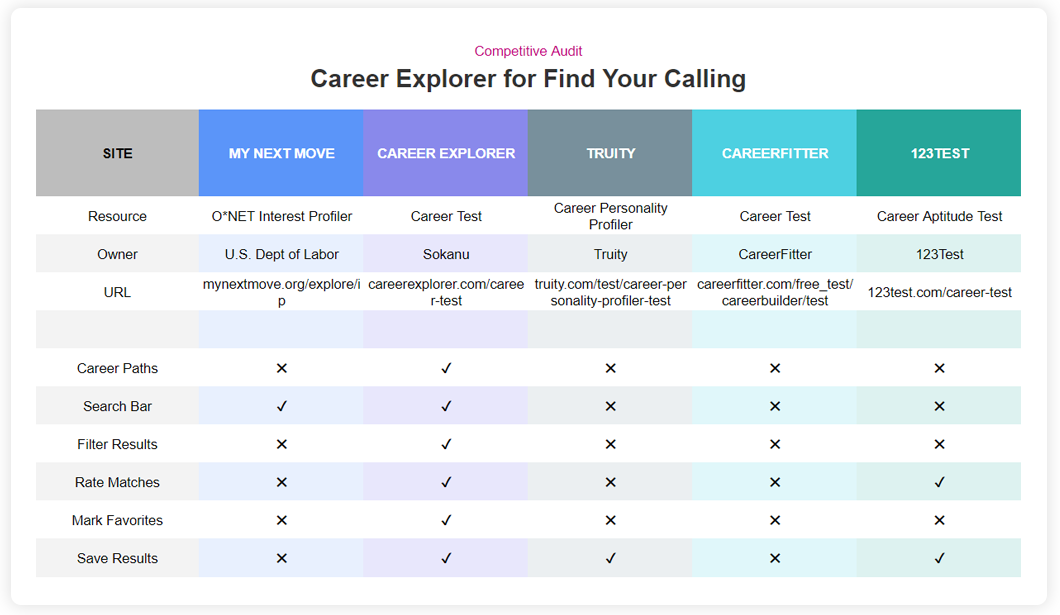 Competitive Audit
Career Explorer for Find Your Calling
SITE MY NEXT MOVE CAREER EXPLORER TRUITY CAREERFITTER 123TEST
Resource O*NET Interest Profiler Career Test Career Personality Profiler Career Test Career Aptitude Test
Owner U.S. Dept of Labor Sokanu Truity CareerFitter 123Test
URL mynextmove.org/explore/ip careerexplorer.com/career-test truity.com/test/career-personality-profiler-test careerfitter.com/free_test/careerbuilder/test 123test.com/career-test
Career Paths ✕ ✓ ✕ ✕ ✕
Search Bar ✓ ✓ ✕ ✕ ✕
Filter Results ✕ ✓ ✕ ✕ ✕
Rate Matches ✕ ✓ ✕ ✕ ✓
Mark Favorites ✕ ✓ ✕ ✕ ✕
Save Results ✕ ✓ ✓ ✕ ✓